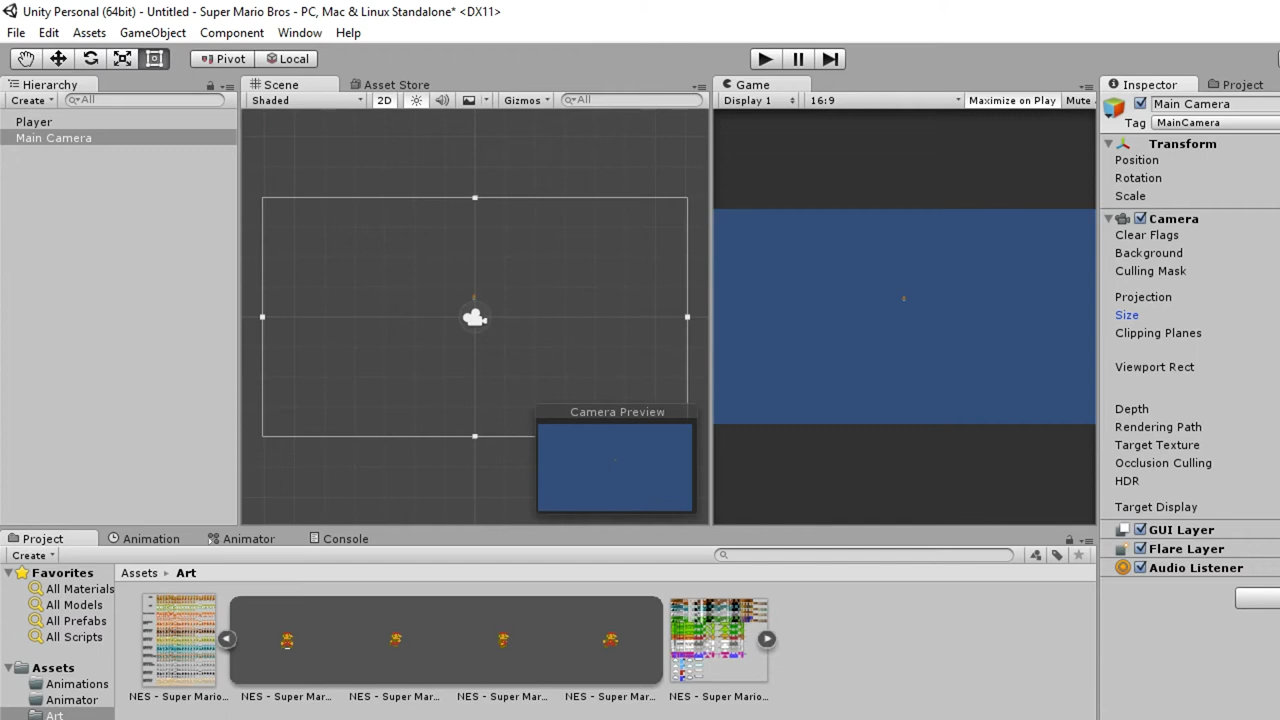 Unity Personal (64bit) - Untitled - Super Mario Bros - PC, Mac & Linux Standalone* <DX11>
File Edit Assets GameObject Component Window Help
Pivot Local
Hierarchy
Create All
Player
Main Camera
Scene Asset Store
Shaded 2D Gizmos All
Camera Preview
Game
Display 1 16:9 Maximize on Play Mute
Inspector Project
Main Camera
Tag MainCamera
Transform
Position
Rotation
Scale
Camera
Clear Flags
Background
Culling Mask
Projection
Size
Clipping Planes
Viewport Rect
Depth
Rendering Path
Target Texture
Occlusion Culling
HDR
Target Display
GUI Layer
Flare Layer
Audio Listener
Project Animation Animator Console
Create
Favorites
All Materials
All Models
All Prefabs
All Scripts
Assets
Animations
Animator
Art
Assets Art
NES - Super Mario... NES - Super Mar... NES - Super Mar... NES - Super Mar... NES - Super Mar... NES - Super Mario...